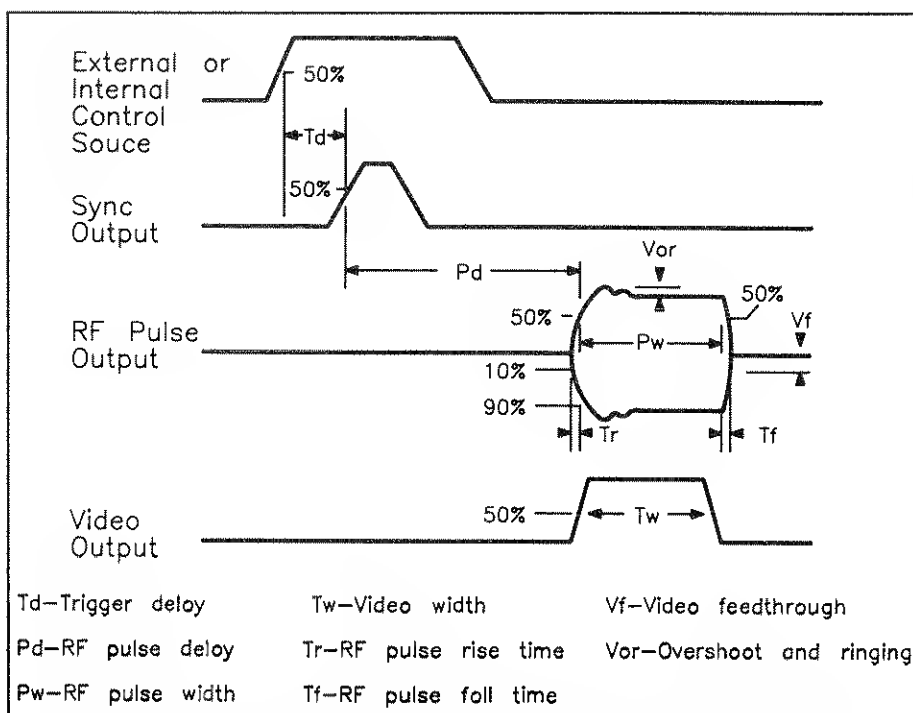 External or
Internal
Control
Souce
50%
Td
50%
Sync
Output
Vor
Pd
50%
50%
Vf
RF Pulse
Output
Pw
10%
90%
Tr
Tf
Video
Output
50%
Tw
Td-Trigger deloy
Tw-Video width
Vf-Video feedthrough
Pd-RF pulse deloy
Tr-RF pulse rise time
Vor-Overshoot and ringing
Pw-RF pulse width
Tf-RF pulse foll time